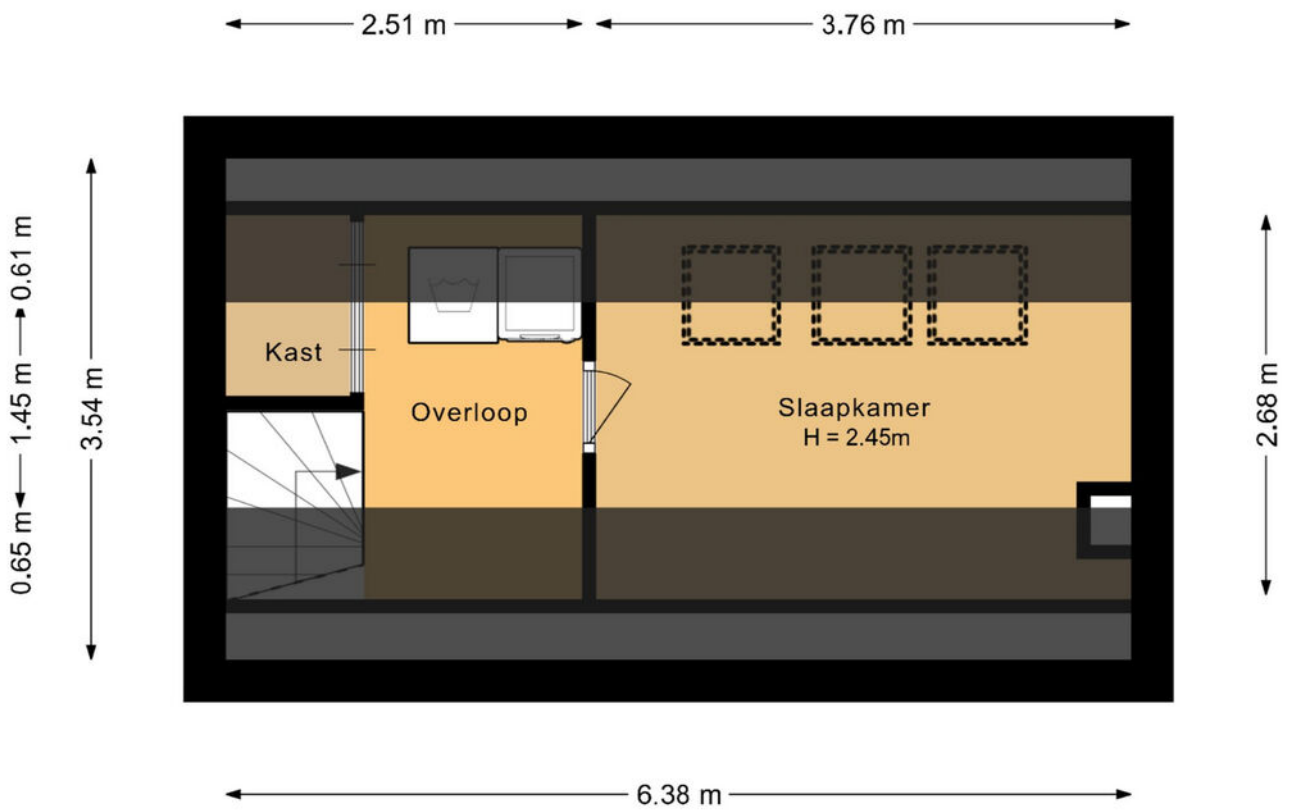 2.51 m
3.76 m
0.61 m
1.45 m
0.65 m
3.54 m
Kast
Overloop
Slaapkamer
H = 2.45m
2.68 m
6.38 m